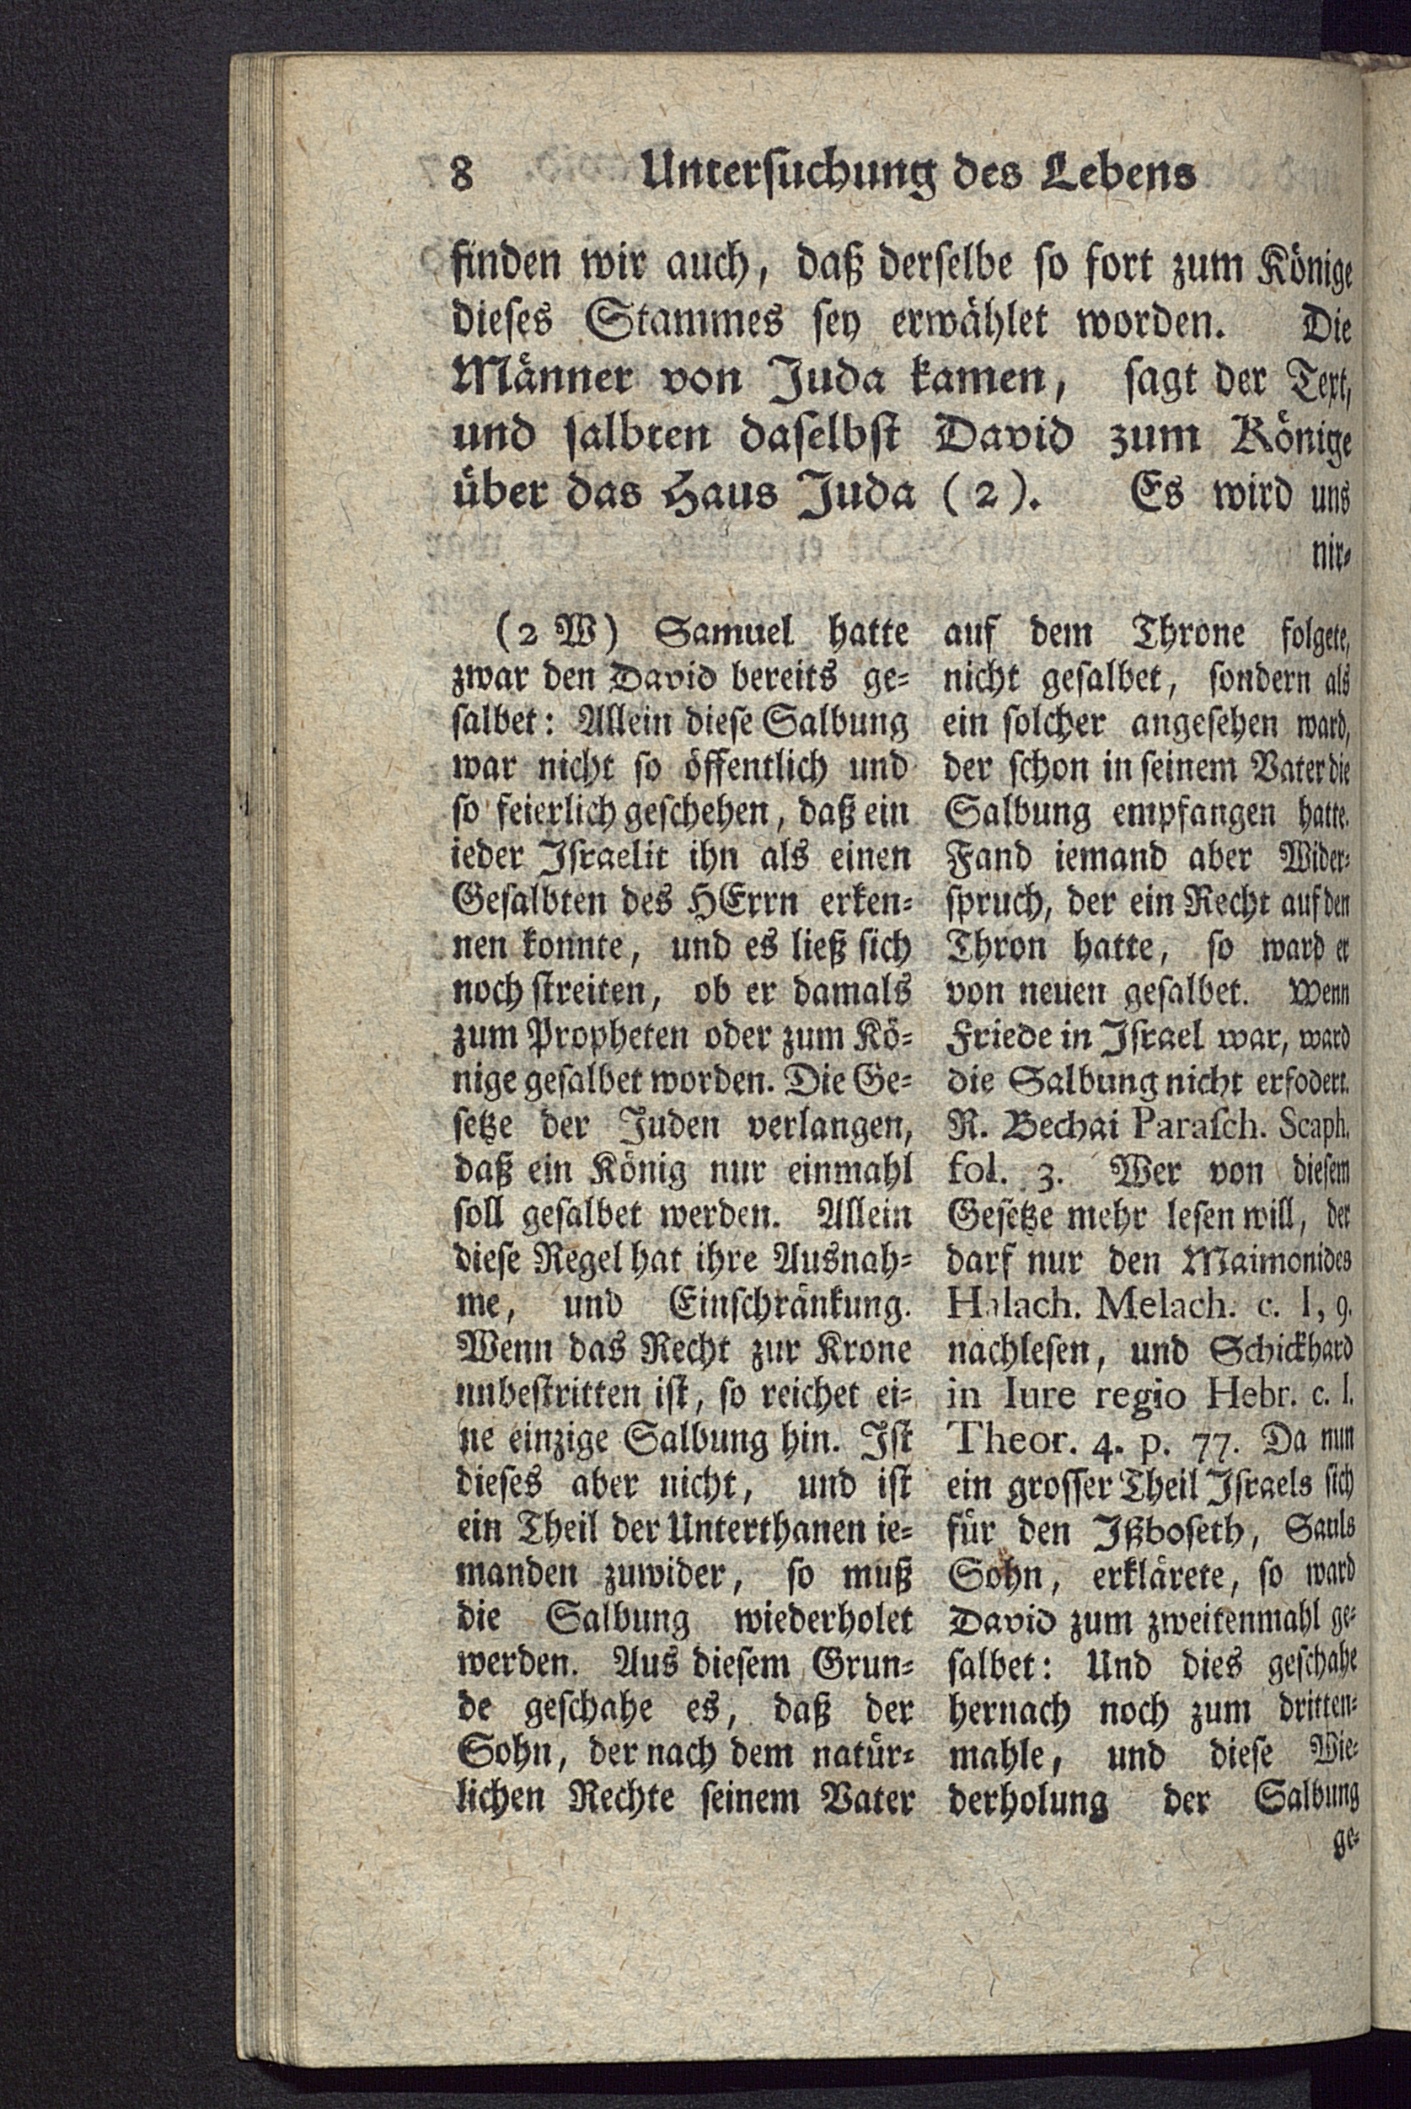 8 Untersuchung des Lebens
finden wir auch, daß derselbe so fort zum Könige
dieses Stammes sey erwählet worden. Die
Männer von Juda kamen, sagt der Text,
und salbten daselbst David zum Könige
über das Haus Juda (2). Es wird uns
nir-
(2 W) Samuel hatte
zwar den David bereits ge-
salbet: Allein diese Salbung
war nicht so öffentlich und
so feierlich geschehen, daß ein
ieder Israelit ihn als einen
Gesalbten des HErrn erken-
nen konnte, und es ließ sich
noch streiten, ob er damals
zum Propheten oder zum Kö-
nige gesalbet worden. Die Ge-
setze der Juden verlangen,
daß ein König nur einmahl
soll gesalbet werden. Allein
diese Regel hat ihre Ausnah-
me, und Einschränkung.
Wenn das Recht zur Krone
unbestritten ist, so reichet ei-
ne einzige Salbung hin. Ist
dieses aber nicht, und ist
ein Theil der Unterthanen ie-
manden zuwider, so muß
die Salbung wiederholet
werden. Aus diesem Grun-
de geschahe es, daß der
Sohn, der nach dem natür-
lichen Rechte seinem Vater
auf dem Throne folgete,
nicht gesalbet, sondern als
ein solcher angesehen ward,
der schon in seinem Vater die
Salbung empfangen hatte.
Fand iemand aber Wider-
spruch, der ein Recht auf den
Thron hatte, so ward er
von neuen gesalbet. Wenn
Friede in Israel war, ward
die Salbung nicht erfodert.
R. Bechai Parasch. Scaph.
fol. 3. Wer von diesem
Gesetze mehr lesen will, der
darf nur den Maimonides
Halach. Melach. c. I, 9.
nachlesen, und Schickhard
in Iure regio Hebr. c. I.
Theor. 4. p. 77. Da nun
ein grosser Theil Israels sich
für den Ißboseth, Sauls
Sohn, erklärete, so ward
David zum zweitenmahl ge-
salbet: Und dies geschahe
hernach noch zum dritten-
mahle, und diese Wie-
derholung der Salbung
ge-